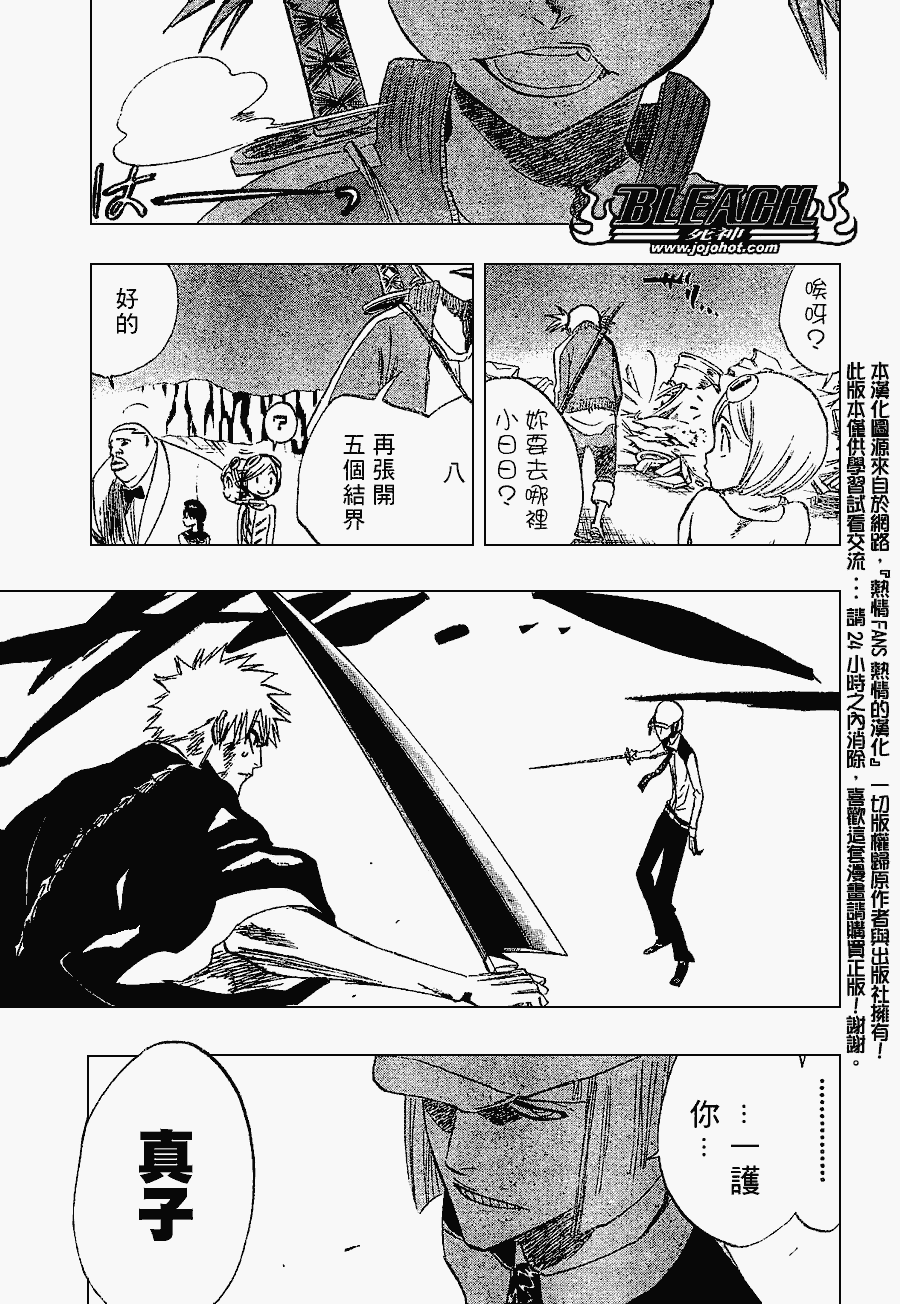 はーっ
BLEACH
死神
www.jojohot.com
唉呀？
妳要去哪裡
小日日？
八
再張開
五個結界
？
好的
……
…一護
你…
真子
本漢化圖源來自於網路，『熱情FANS熱情的漢化』一切版權歸原作者與出版社擁有！
此版本僅供學習試看交流…請24小時之內消除，喜歡這套漫畫請購買正版！謝謝。